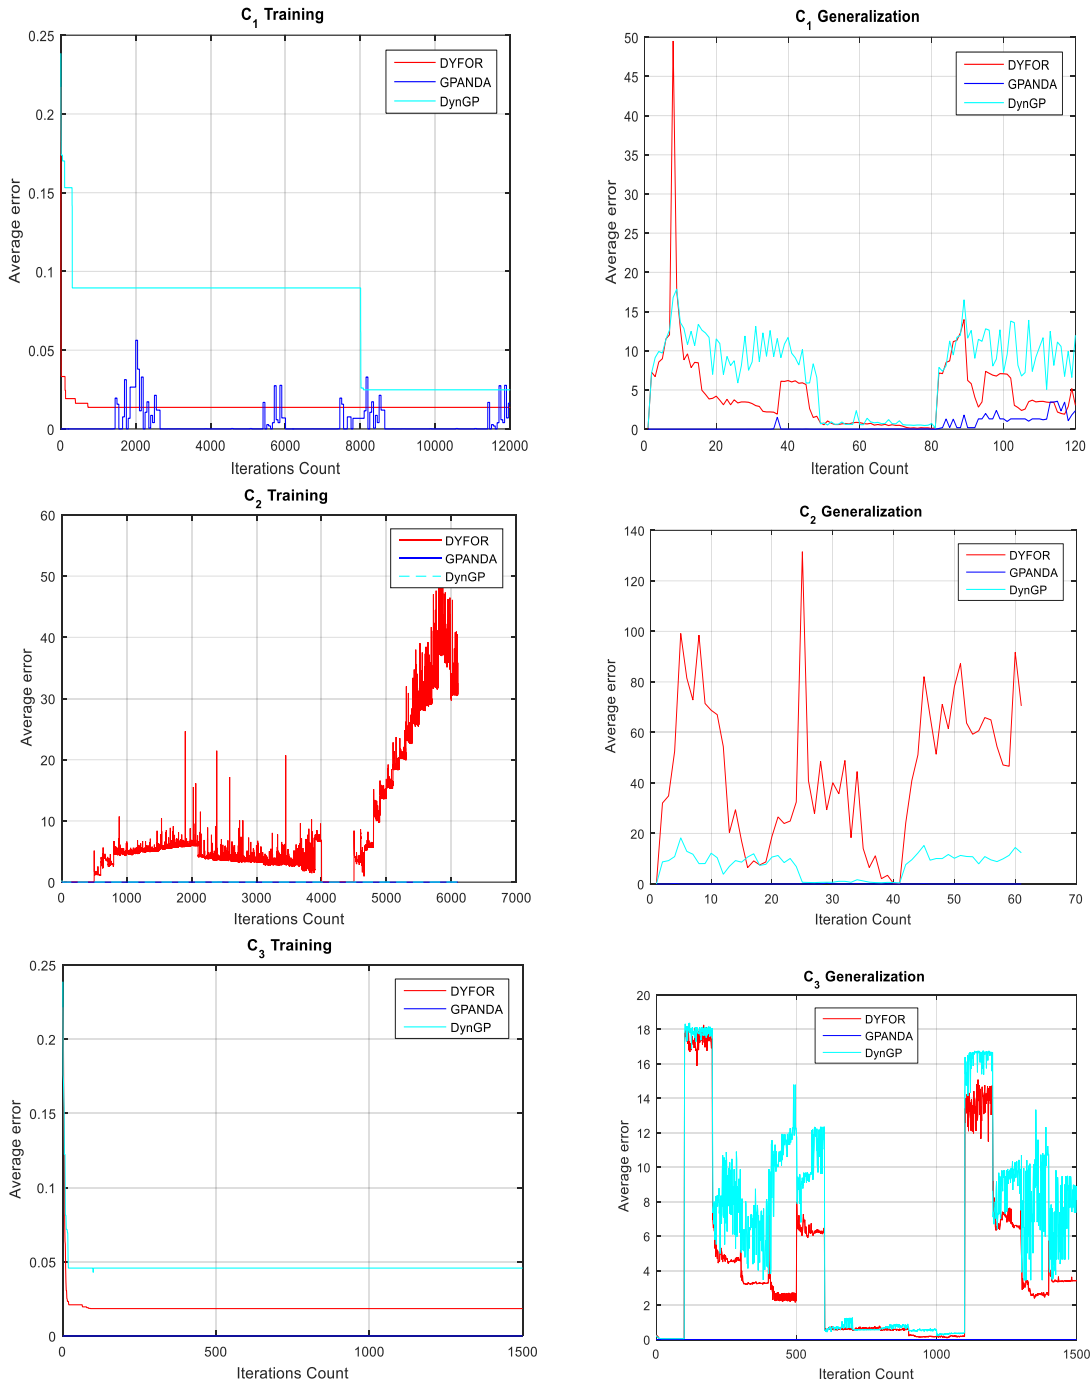 C1 Training
0.25
0.2
0.15
0.1
0.05
0
Average error
DYFOR
GPANDA
DynGP
0 2000 4000 6000 8000 10000 12000
Iterations Count
C1 Generalization
50
45
40
35
30
25
20
15
10
5
0
Average error
DYFOR
GPANDA
DynGP
0 20 40 60 80 100 120
Iteration Count
C2 Training
60
50
40
30
20
10
0
Average error
DYFOR
GPANDA
DynGP
0 1000 2000 3000 4000 5000 6000 7000
Iterations Count
C2 Generalization
140
120
100
80
60
40
20
0
Average error
DYFOR
GPANDA
DynGP
0 10 20 30 40 50 60 70
Iteration Count
C3 Training
0.25
0.2
0.15
0.1
0.05
0
Average error
DYFOR
GPANDA
DynGP
0 500 1000 1500
Iterations Count
C3 Generalization
20
18
16
14
12
10
8
6
4
2
0
Average error
DYFOR
GPANDA
DynGP
0 500 1000 1500
Iteration Count